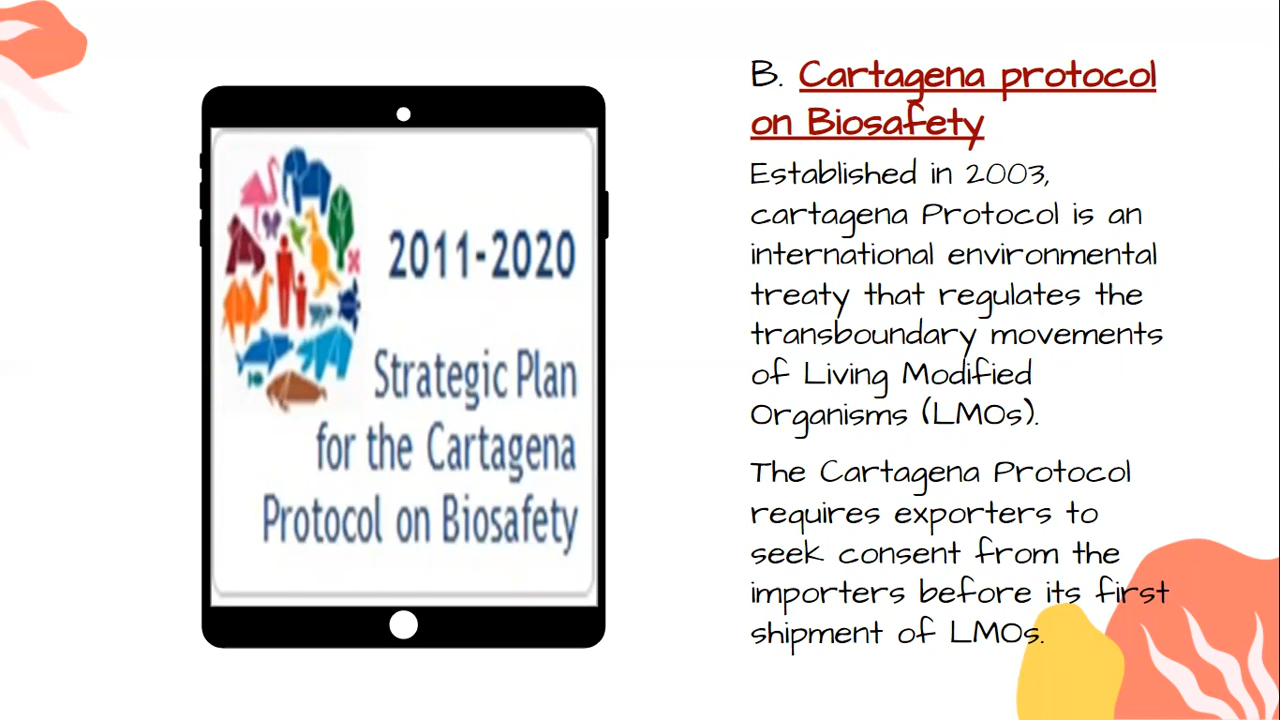 2011-2020
Strategic Plan
for the Cartagena
Protocol on Biosafety
B. Cartagena protocol
on Biosafety
Established in 2003,
cartagena Protocol is an
international environmental
treaty that regulates the
transboundary movements
of Living Modified
Organisms (LMOs).
The Cartagena Protocol
requires exporters to
seek consent from the
importers before its first
shipment of LMOs.